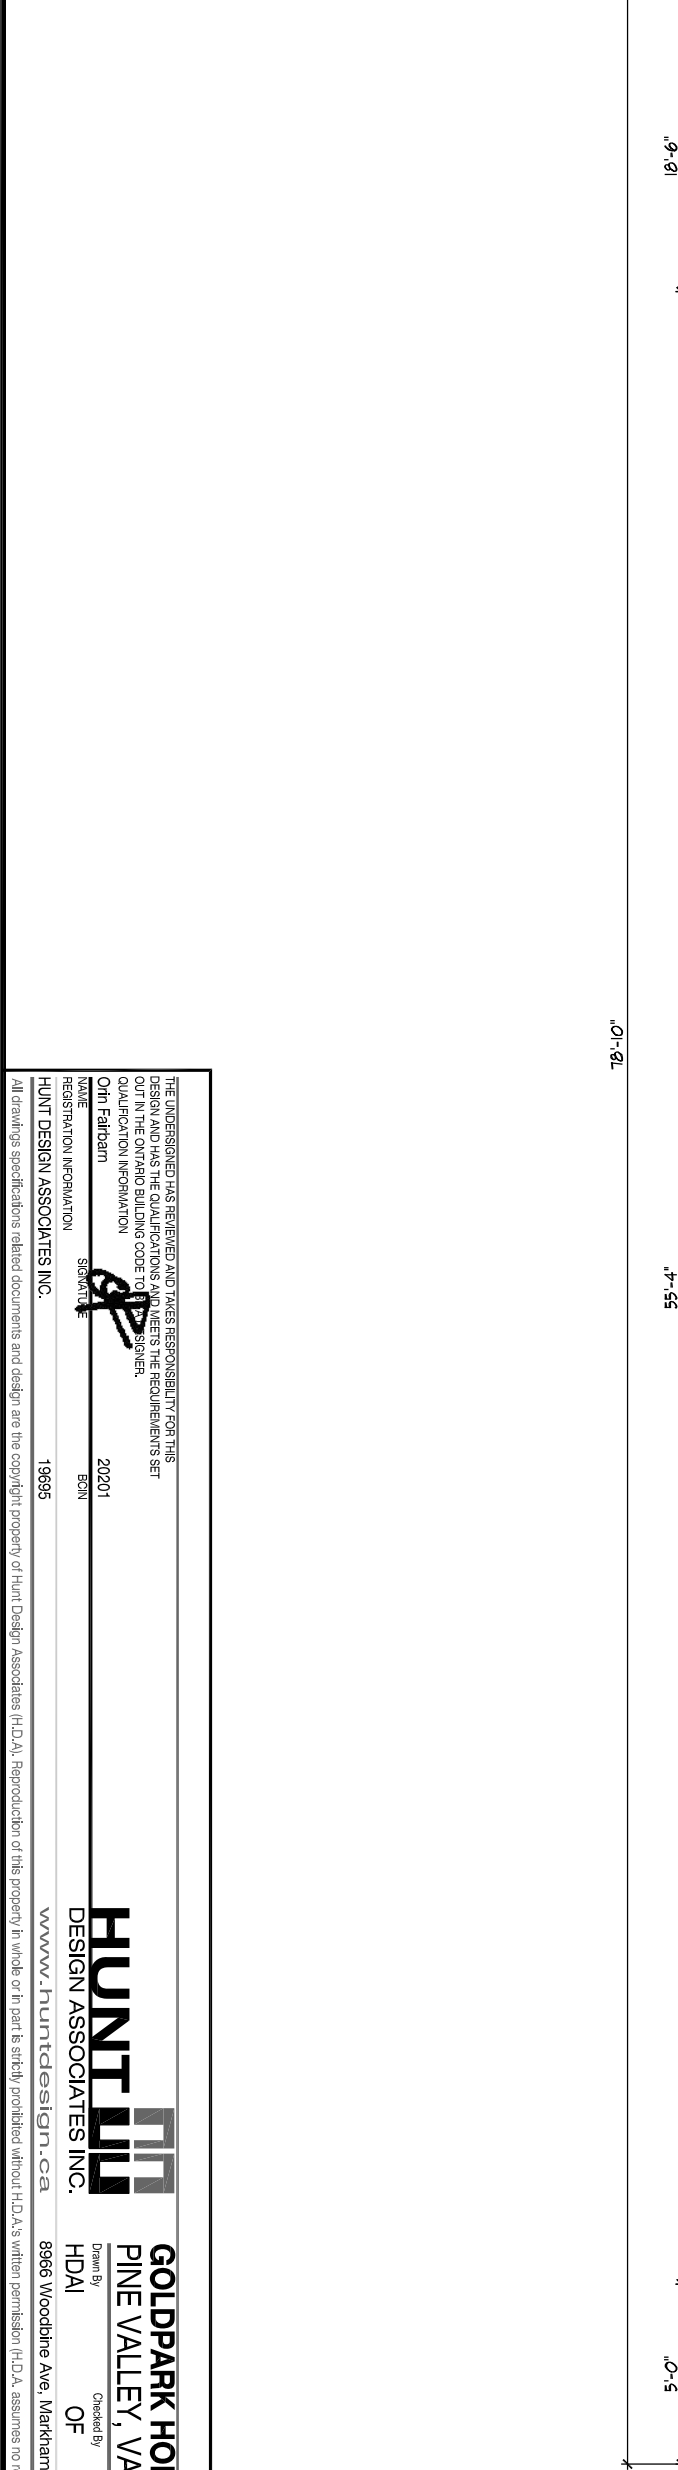 18'-6"
78'-10"
55'-4"
5'-0"
THE UNDERSIGNED HAS REVIEWED AND TAKES RESPONSIBILITY FOR THIS
DESIGN AND HAS THE QUALIFICATIONS AND MEETS THE REQUIREMENTS SET
OUT IN THE ONTARIO BUILDING CODE TO BE A DESIGNER.
QUALIFICATION INFORMATION
Orin Fairbarn 20201
NAME SIGNATURE BCIN
REGISTRATION INFORMATION
HUNT DESIGN ASSOCIATES INC. 19695
HUNT
DESIGN ASSOCIATES INC.
www.huntdesign.ca
GOLDPARK HO
PINE VALLEY, VA
Drawn By Checked By
HDAI OF
8966 Woodbine Ave, Markham
All drawings specifications related documents and design are the copyright property of Hunt Design Associates (H.D.A). Reproduction of this property in whole or in part is strictly prohibited without H.D.A.'s written permission (H.D.A. assumes no r